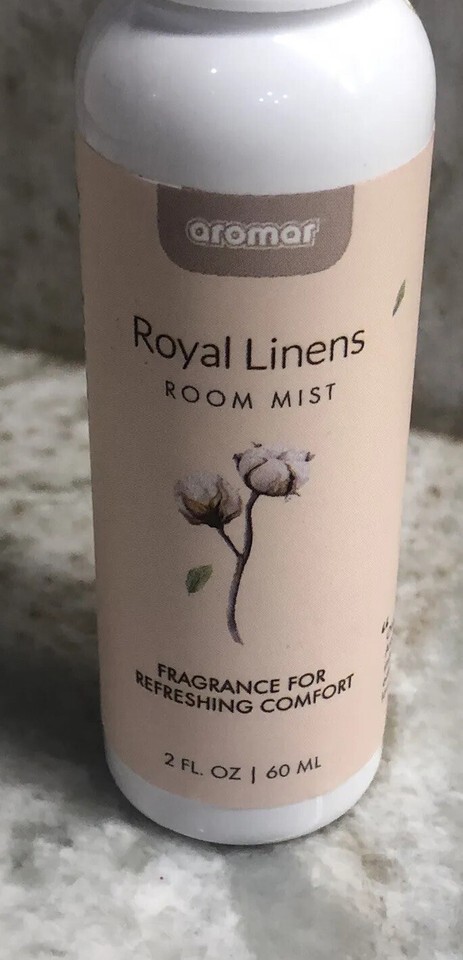 aromar
Royal Linens
ROOM MIST
FRAGRANCE FOR
REFRESHING COMFORT
2 FL. OZ | 60 ML